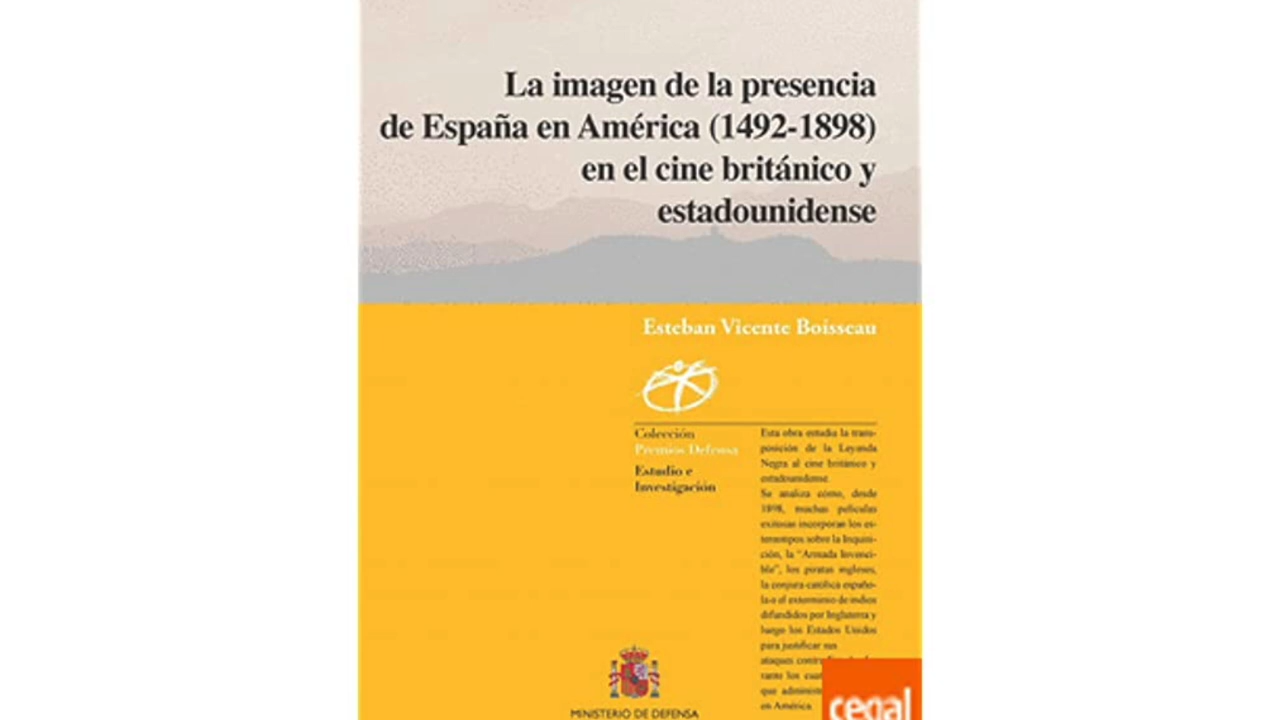 La imagen de la presencia
de España en América (1492-1898)
en el cine británico y
estadounidense
Esteban Vicente Boisseau
Colección
Premios Defensa
Estudio e
Investigación
Esta obra estudia la trans-
posición de la Leyenda
Negra al cine británico y
estadounidense.
Se analiza cómo, desde
1898, muchas películas
exitosas incorporan los es-
tereotipos sobre la Inquisi-
ción, la "Armada Invenci-
ble", los piratas ingleses,
la conjura católica españo-
la o el exterminio de indios
difundidos por Inglaterra y
luego los Estados Unidos
para justificar sus
ataques contra
rante los
que
en América.
MINISTERIO DE DEFENSA
cegal